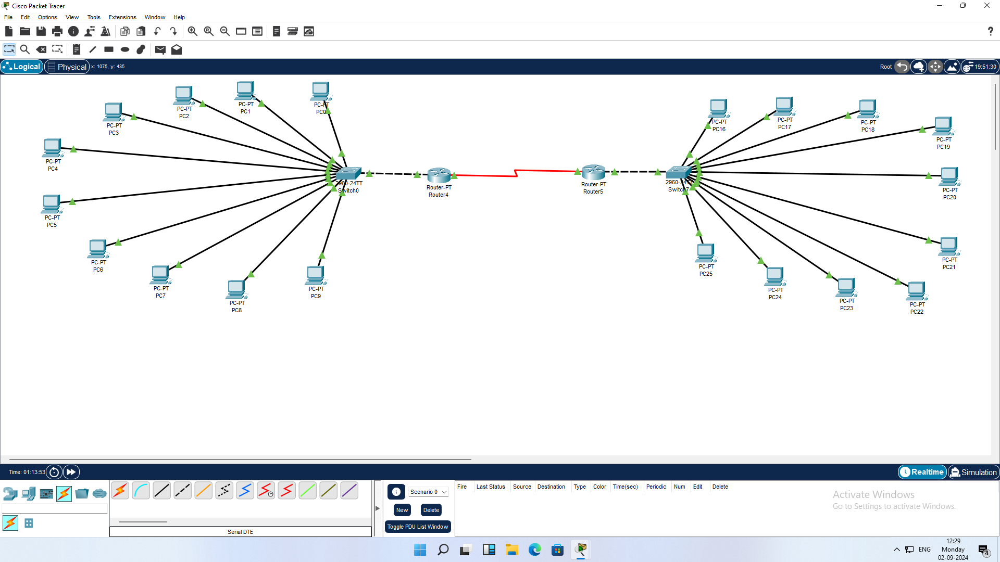 Cisco Packet Tracer
File Edit Options View Tools Extensions Window Help
Logical Physical x: 1075, y: 435 Root 19:51:30
PC-PT
PC0
PC-PT
PC1
PC-PT
PC2
PC-PT
PC3
PC-PT
PC4
PC-PT
PC5
PC-PT
PC6
PC-PT
PC7
PC-PT
PC8
PC-PT
PC9
2960-24TT
Switch0
Router-PT
Router4
Router-PT
Router5
2960-24TT
Switch7
PC-PT
PC16
PC-PT
PC17
PC-PT
PC18
PC-PT
PC19
PC-PT
PC20
PC-PT
PC21
PC-PT
PC22
PC-PT
PC23
PC-PT
PC24
PC-PT
PC25
Time: 01:13:53 Realtime Simulation
Scenario 0
New Delete
Toggle PDU List Window
Fire Last Status Source Destination Type Color Time(sec) Periodic Num Edit Delete
Serial DTE
Activate Windows
Go to Settings to activate Windows.
ENG
12:29
Monday
02-09-2024
4